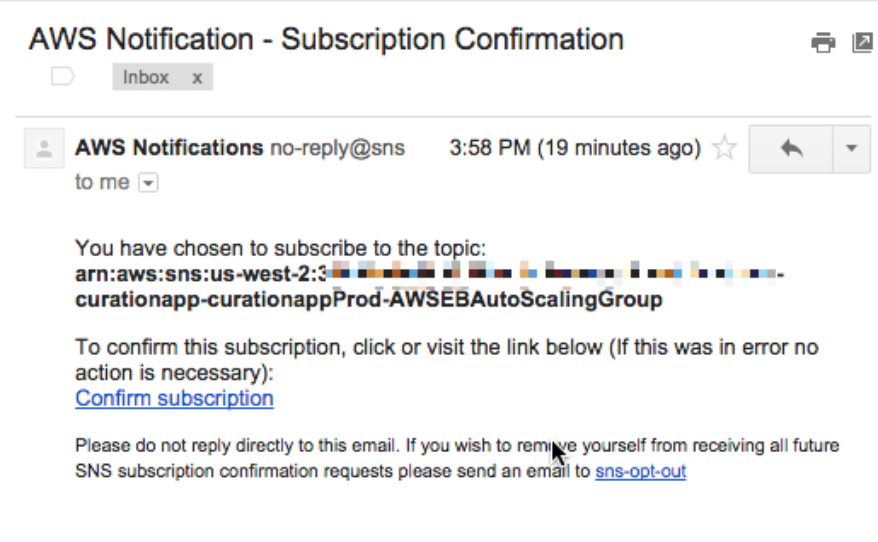 AWS Notification - Subscription Confirmation
Inbox x
AWS Notifications no-reply@sns 3:58 PM (19 minutes ago)
to me
You have chosen to subscribe to the topic:
arn:aws:sns:us-west-2:3
curationapp-curationappProd-AWSEBAutoScalingGroup
To confirm this subscription, click or visit the link below (If this was in error no
action is necessary):
Confirm subscription
Please do not reply directly to this email. If you wish to remove yourself from receiving all future
SNS subscription confirmation requests please send an email to sns-opt-out